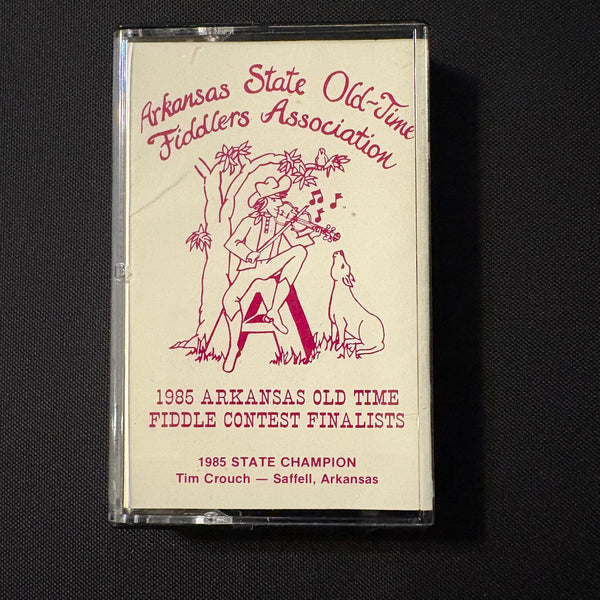 Arkansas State Old-Time
Fiddlers Association
A
1985 ARKANSAS OLD TIME
FIDDLE CONTEST FINALISTS
1985 STATE CHAMPION
Tim Crouch — Saffell, Arkansas